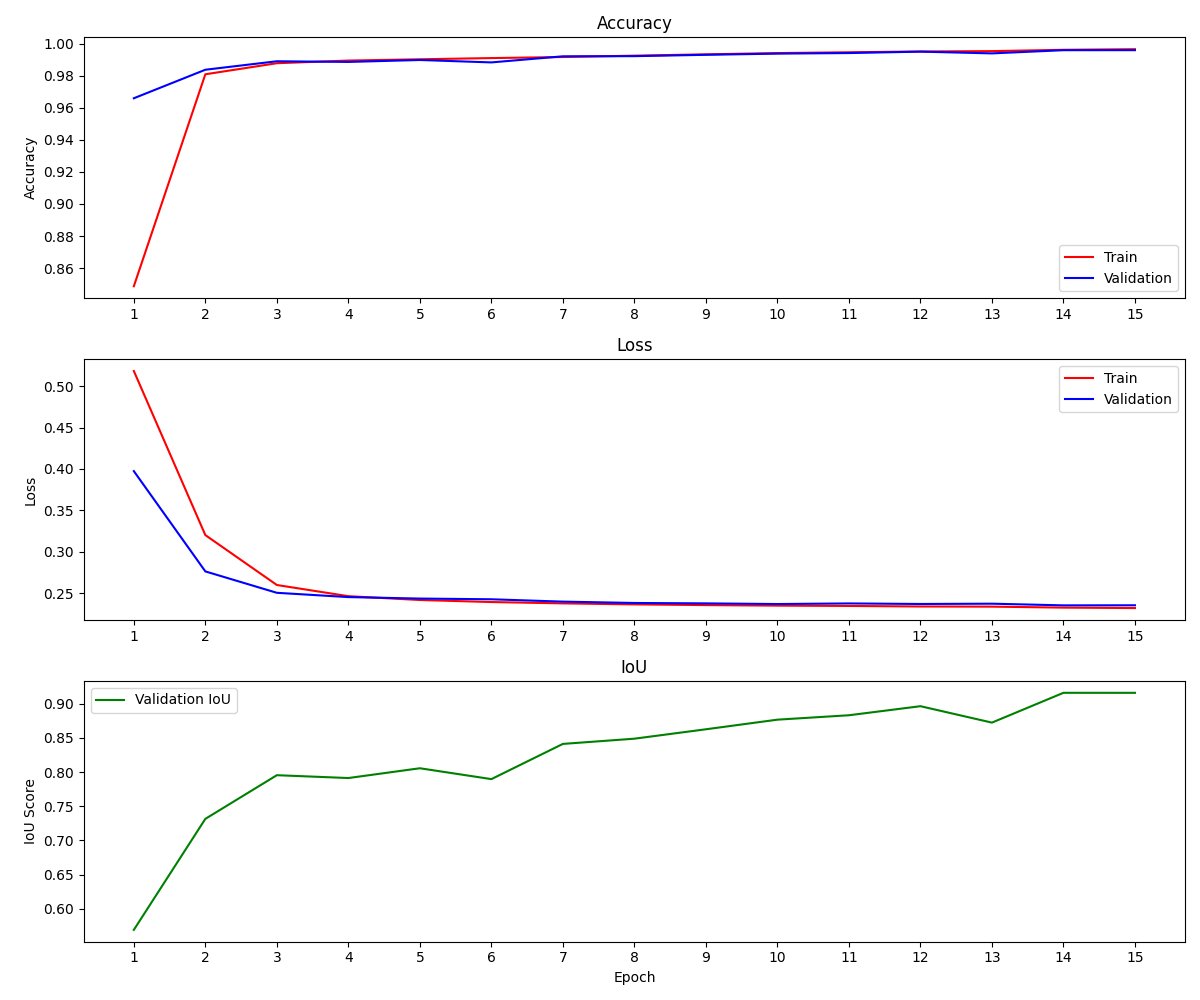 Accuracy
1.00
0.98
0.96
0.94
0.92
0.90
0.88
0.86
Accuracy
Train
Validation
1 2 3 4 5 6 7 8 9 10 11 12 13 14 15
Loss
0.50
0.45
0.40
0.35
0.30
0.25
Loss
Train
Validation
1 2 3 4 5 6 7 8 9 10 11 12 13 14 15
IoU
0.90
0.85
0.80
0.75
0.70
0.65
0.60
IoU Score
Validation IoU
1 2 3 4 5 6 7 8 9 10 11 12 13 14 15
Epoch